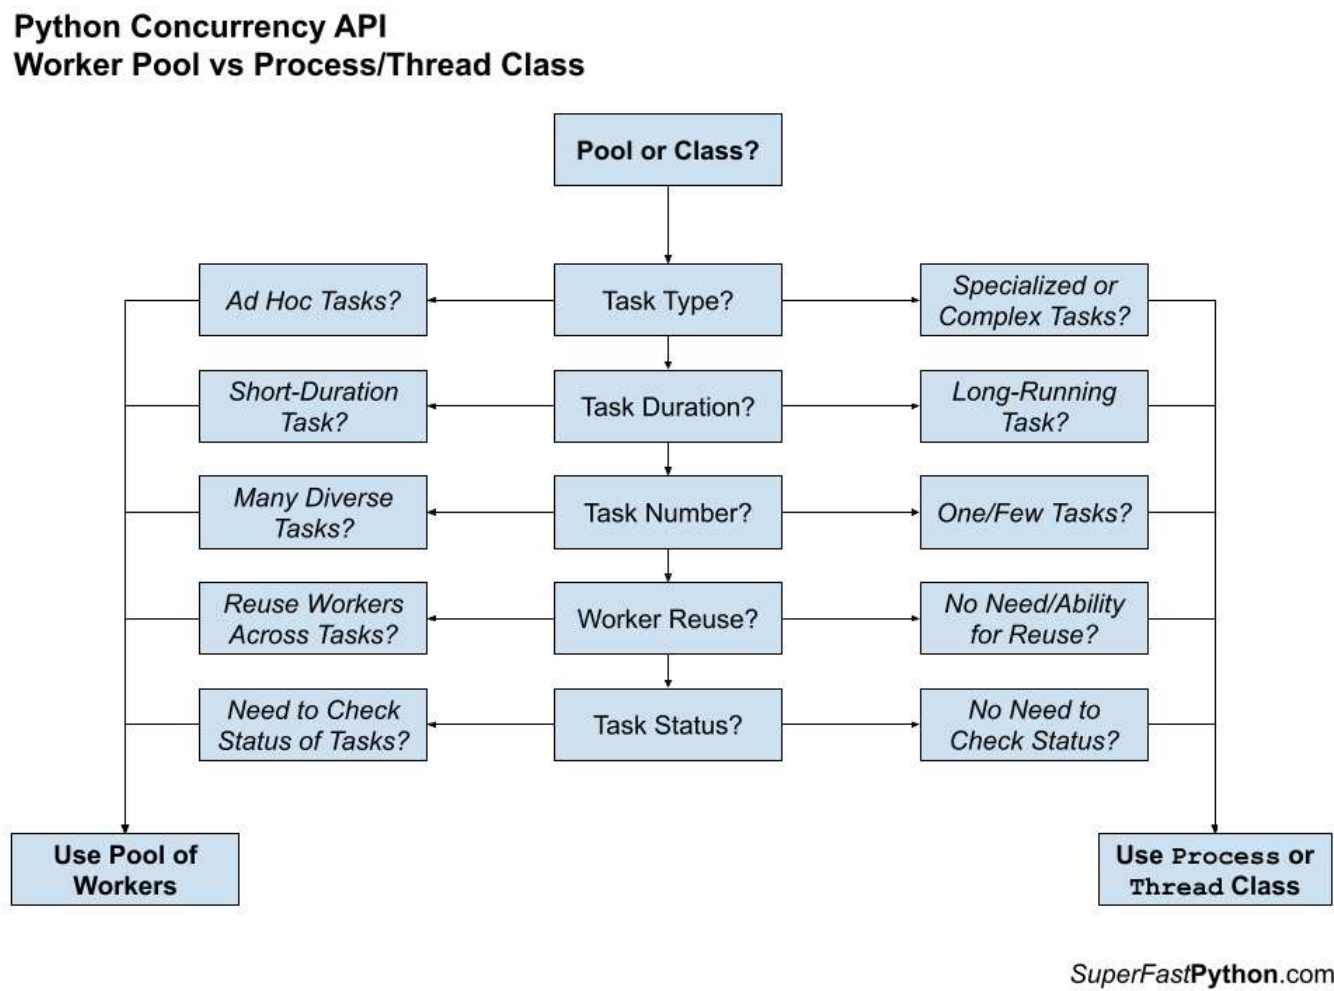 Python Concurrency API
Worker Pool vs Process/Thread Class
Pool or Class?
Ad Hoc Tasks?
Task Type?
Specialized or
Complex Tasks?
Short-Duration
Task?
Task Duration?
Long-Running
Task?
Many Diverse
Tasks?
Task Number?
One/Few Tasks?
Reuse Workers
Across Tasks?
Worker Reuse?
No Need/Ability
for Reuse?
Need to Check
Status of Tasks?
Task Status?
No Need to
Check Status?
Use Pool of
Workers
Use Process or
Thread Class
SuperFastPython.com